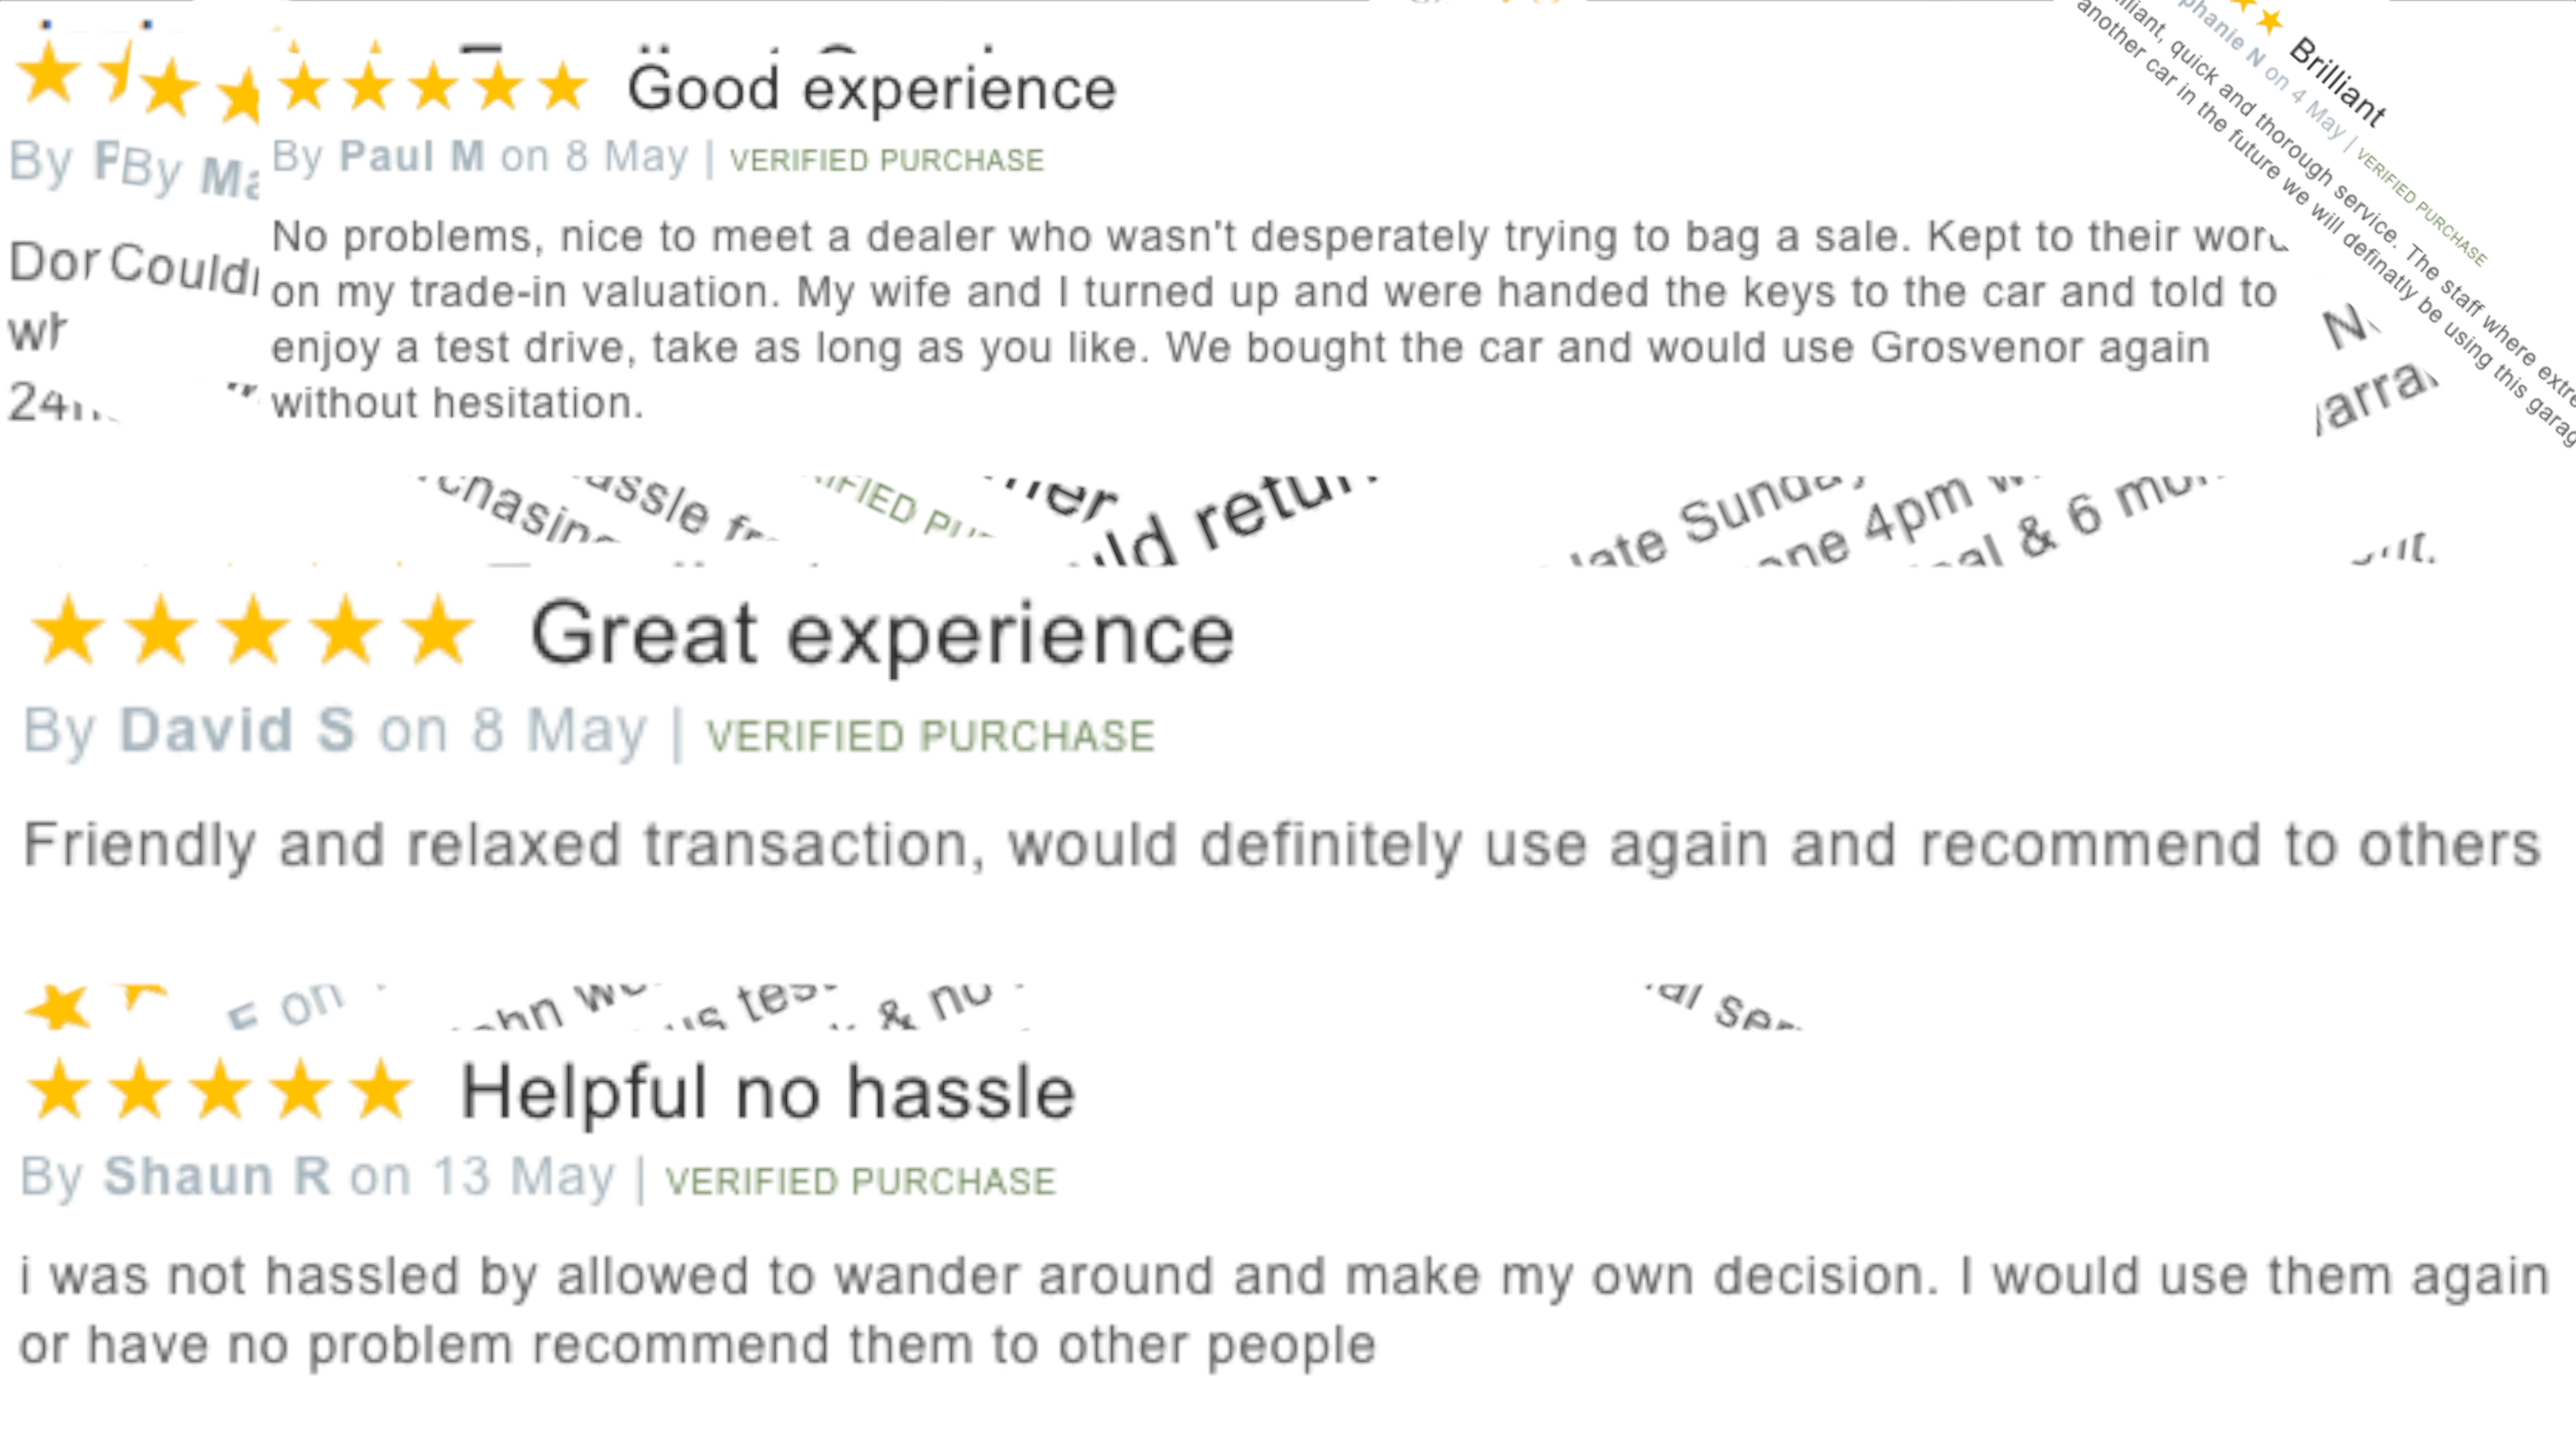 Good experience
By Paul M on 8 May | VERIFIED PURCHASE
No problems, nice to meet a dealer who wasn't desperately trying to bag a sale. Kept to their
on my trade-in valuation. My wife and I turned up and were handed the keys to the car and told to
enjoy a test drive, take as long as you like. We bought the car and would use Grosvenor again
without hesitation.
Brilliant
N on 4 May | VERIFIED PURCHASE
quick and thorough service. The staff where
another car in the future we will definatly be using this
Great experience
By David S on 8 May | VERIFIED PURCHASE
Friendly and relaxed transaction, would definitely use again and recommend to others
Helpful no hassle
By Shaun R on 13 May | VERIFIED PURCHASE
i was not hassled by allowed to wander around and make my own decision. I would use them again
or have no problem recommend them to other people